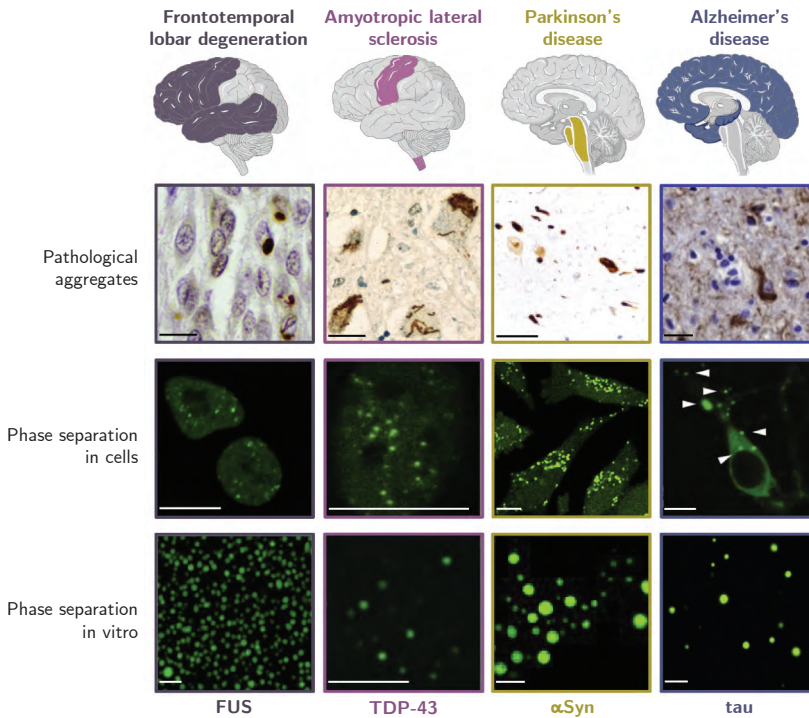 Frontotemporal
lobar degeneration
Amyotropic lateral
sclerosis
Parkinson's
disease
Alzheimer's
disease
Pathological
aggregates
Phase separation
in cells
Phase separation
in vitro
FUS
TDP-43
αSyn
tau